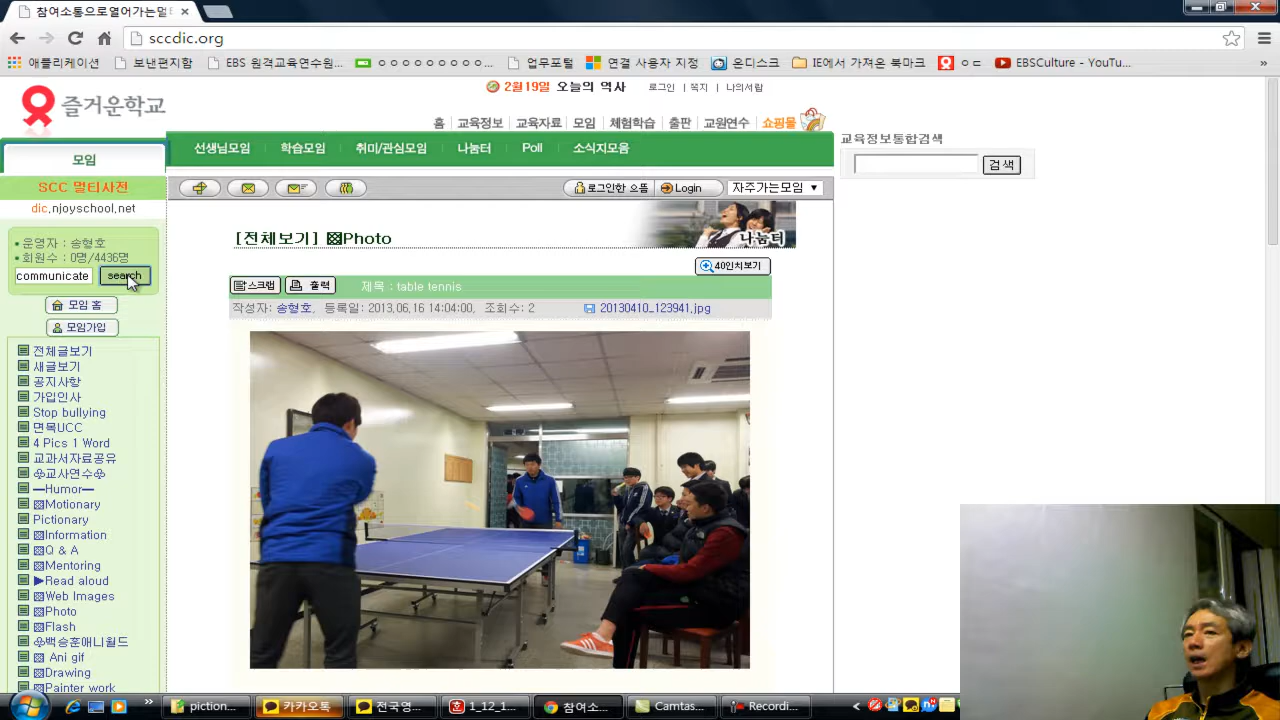 참여소통으로열어가는멀티
sccdic.org
애플리케이션 보낸편지함 EBS 원격교육연수원... ㅇㅇㅇㅇㅇㅇㅇㅇㅇ... 업무포털 연결 사용자 지정 온디스크 IE에서 가져온 북마크 ㅇㄷ EBSCulture - YouTu... »
즐거운학교
2월19일 오늘의 역사 로그인 | 쪽지 | 나의서랍
홈 | 교육정보 | 교육자료 | 모임 | 체험학습 | 출판 | 교원연수 | 쇼핑몰
교육정보통합검색
검색
모임
선생님모임 학습모임 취미/관심모임 나눔터 Poll 소식지모음
SCC 멀티사전
dic.njoyschool.net
로그인한 으뜸 Login 자주가는모임
운영자 : 송형호
회원수 : 0명/4436명
communicate search
모임 홈
모임가입
[전체보기] ▩Photo
나눔터
40인치보기
스크랩 출력 제목 : table tennis
작성자: 송형호, 등록일: 2013.06.16 14:04:00, 조회수: 2 20130410_123941.jpg
전체글보기
새글보기
공지사항
가입인사
Stop bullying
면목UCC
4 Pics 1 Word
교과서자료공유
♧교사연수♧
━Humor━
▩Motionary
Pictionary
▩Information
▩Q & A
▩Mentoring
▶Read aloud
▩Web Images
▩Photo
▩Flash
♧백승훈애니월드
▩ Ani gif
▩Drawing
▩Painter work
» piction... 카카오톡 전국영... 1_12_1... 참여소... Camtas... Recordi...